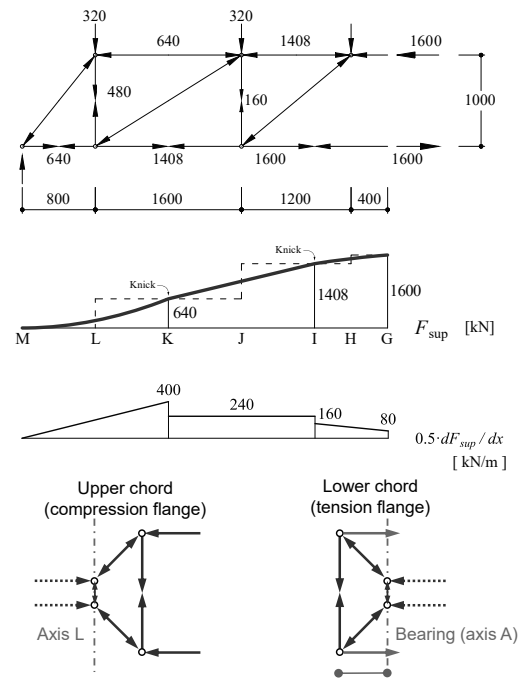 320 320
640 1408 1600
480 160 1000
640 1408 1600 1600
800 1600 1200 400
Knick Knick
640 1408 1600
M L K J I H G F_sup [kN]
400 240 160 80
0.5·dF_sup / dx
[ kN/m ]
Upper chord
(compression flange)
Lower chord
(tension flange)
Axis L
Bearing (axis A)